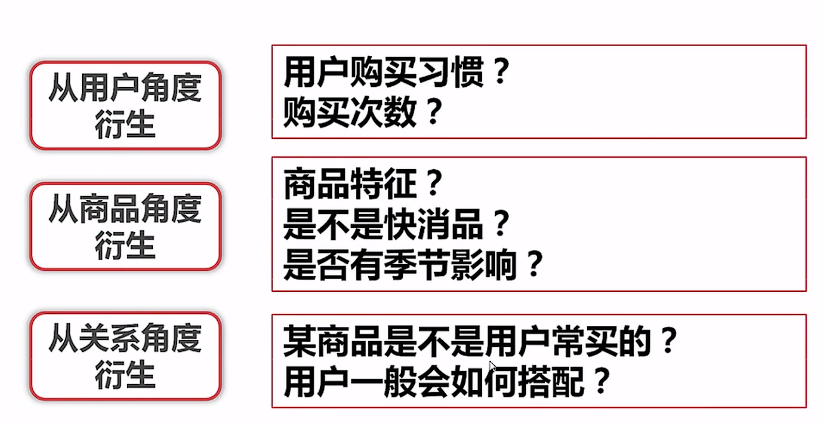 从用户角度
衍生
用户购买习惯？
购买次数？
从商品角度
衍生
商品特征？
是不是快消品？
是否有季节影响？
从关系角度
衍生
某商品是不是用户常买的？
用户一般会如何搭配？